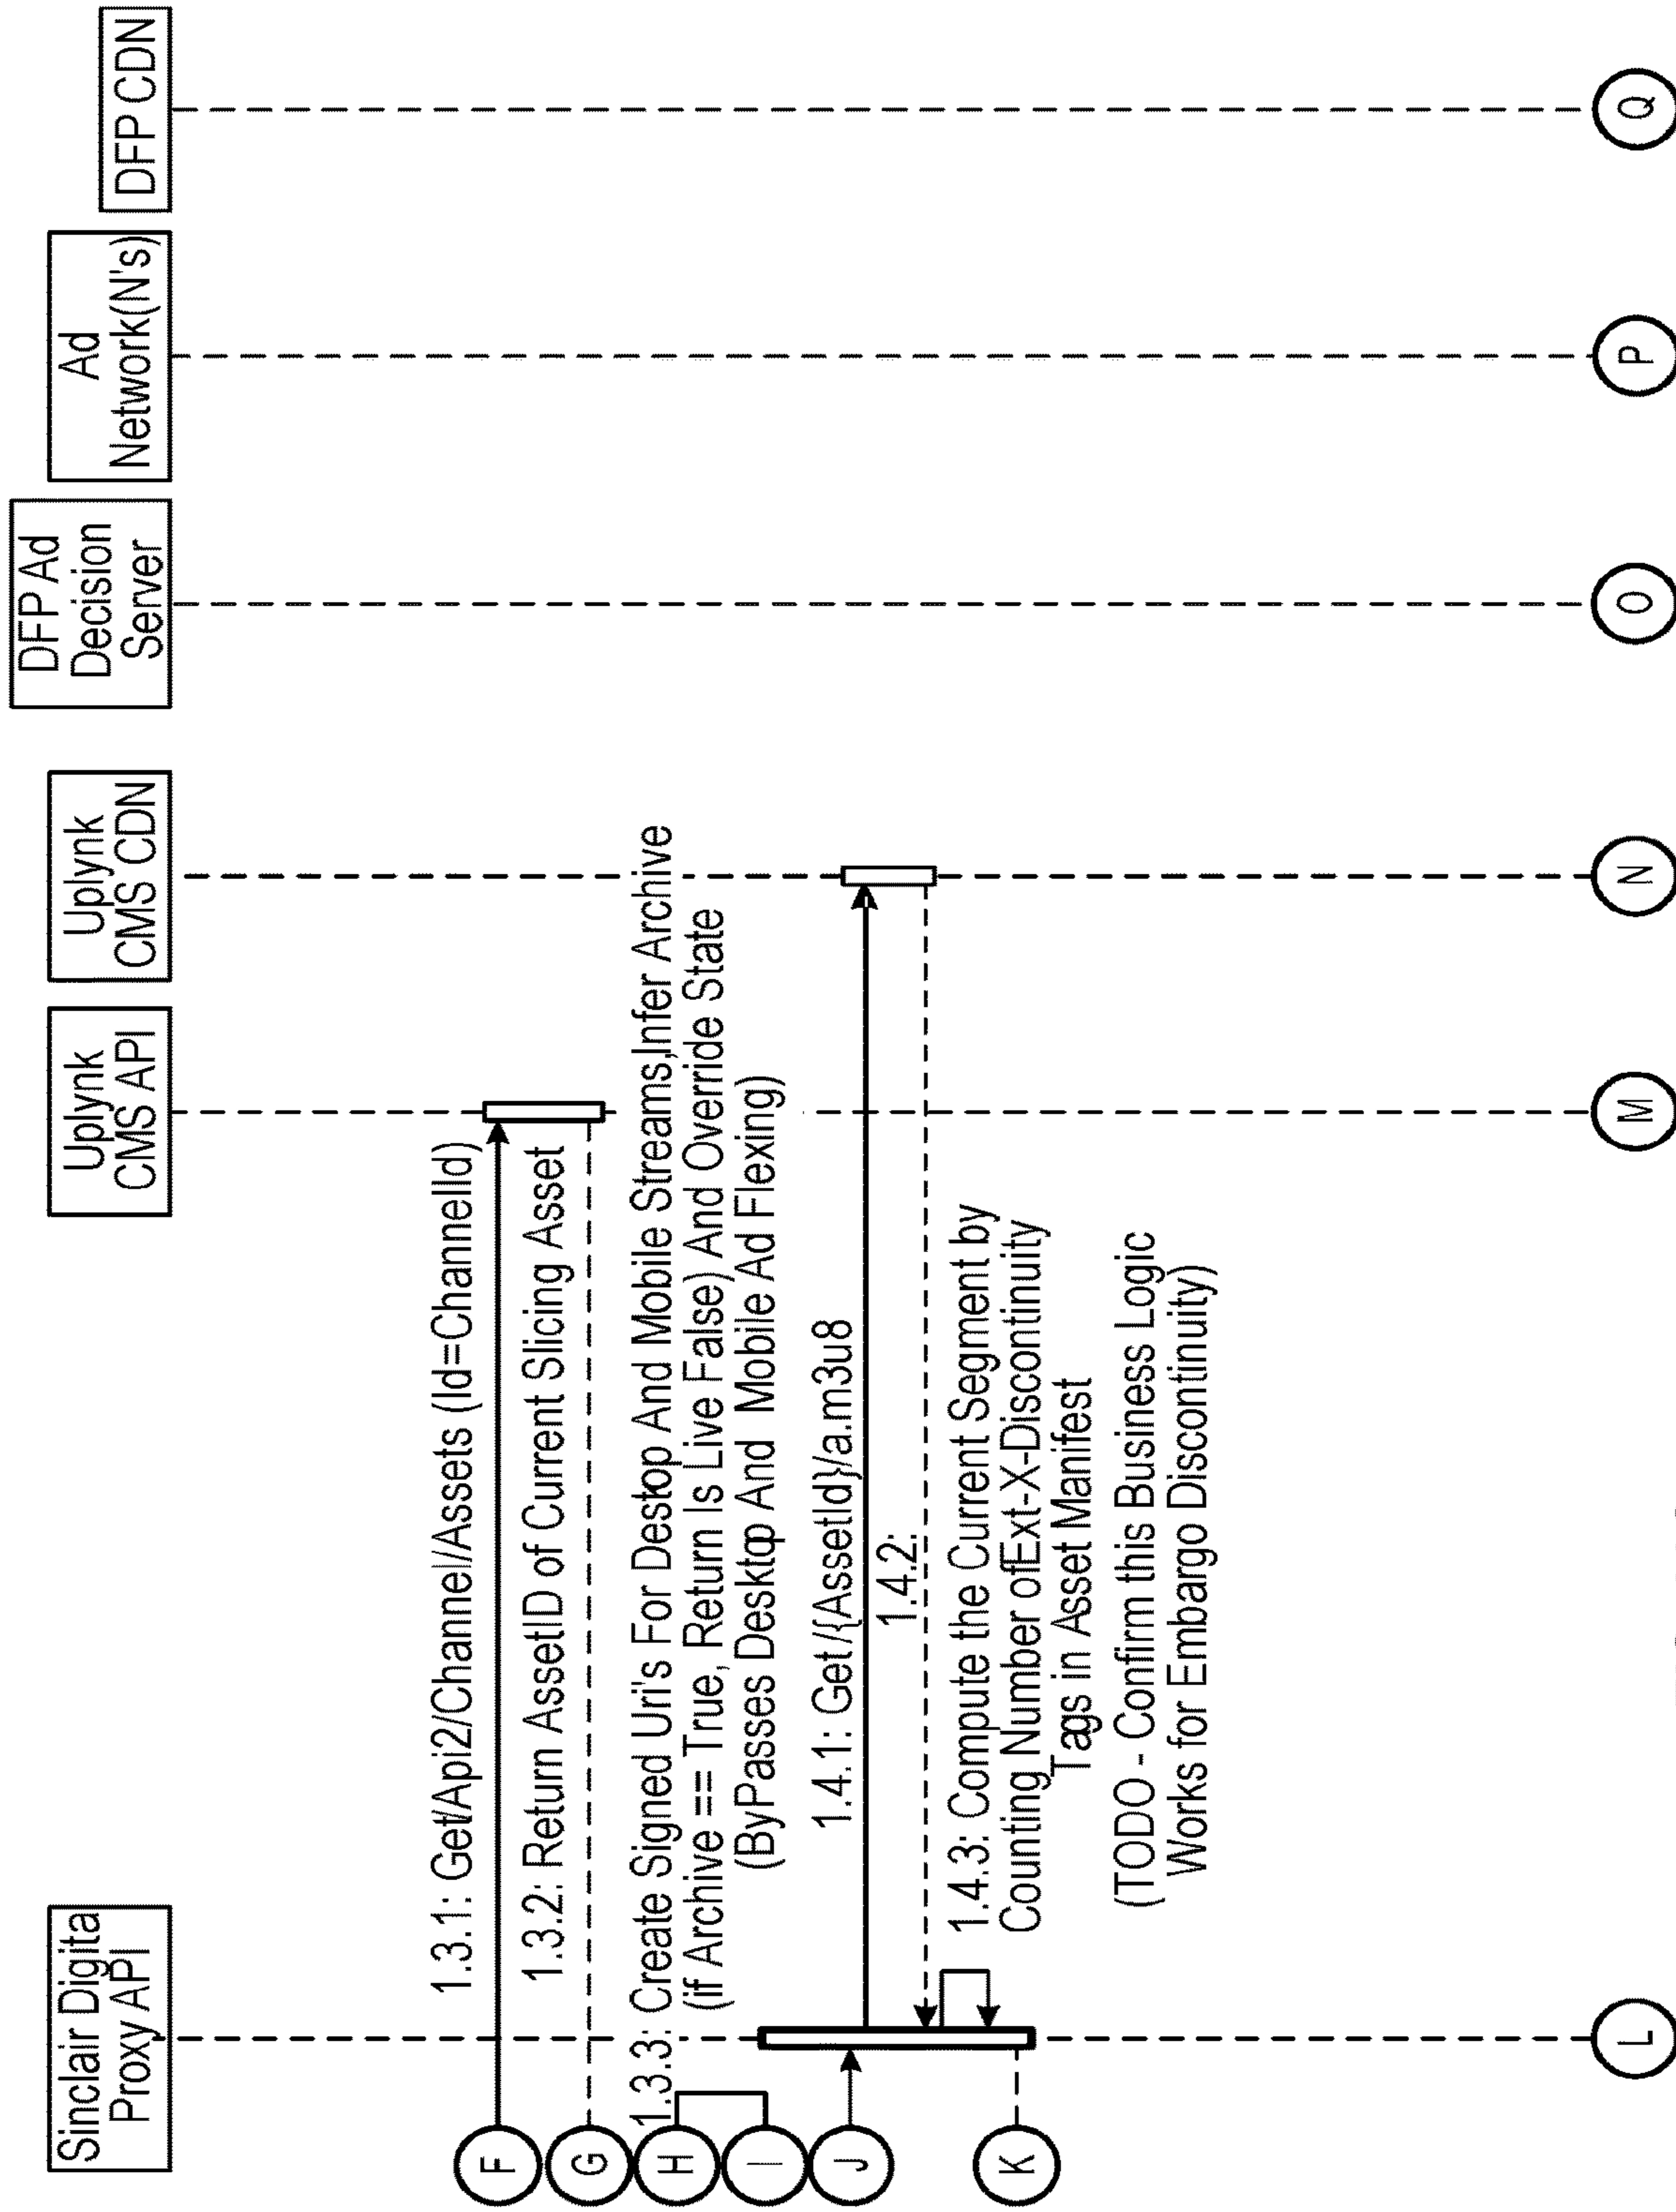 Sinclair Digita
Proxy API
Uplynk
CMS API
Uplynk
CMS CDN
DFP Ad
Decision
Server
Ad
Network(N's)
DFP CDN
F
1.3.1: Get/Api2/Channel/Assets (Id=ChannelId)
G
1.3.2: Return AssetID of Current Slicing Asset
H
1.3.3: Create Signed Uri's For Destop And Mobile Streams,Infer Archive
(if Archive == True, Return Is Live False) And Override State
(ByPasses Desktop And Mobile Ad Flexing)
I
J
1.4.1: Get/{AssetId}/a.m3u8
1.4.2:
K
1.4.3: Compute the Current Segment by
Counting Number ofExt-X-Discontinuity
Tags in Asset Manifest
(TODO - Confirm this Business Logic
Works for Embargo Discontinuity)
L
M
N
O
P
Q